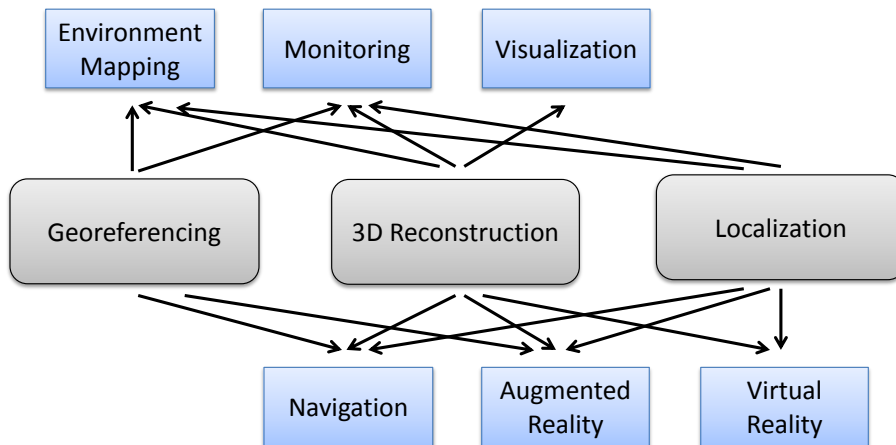 Environment
Mapping
Monitoring
Visualization
Georeferencing
3D Reconstruction
Localization
Navigation
Augmented
Reality
Virtual
Reality